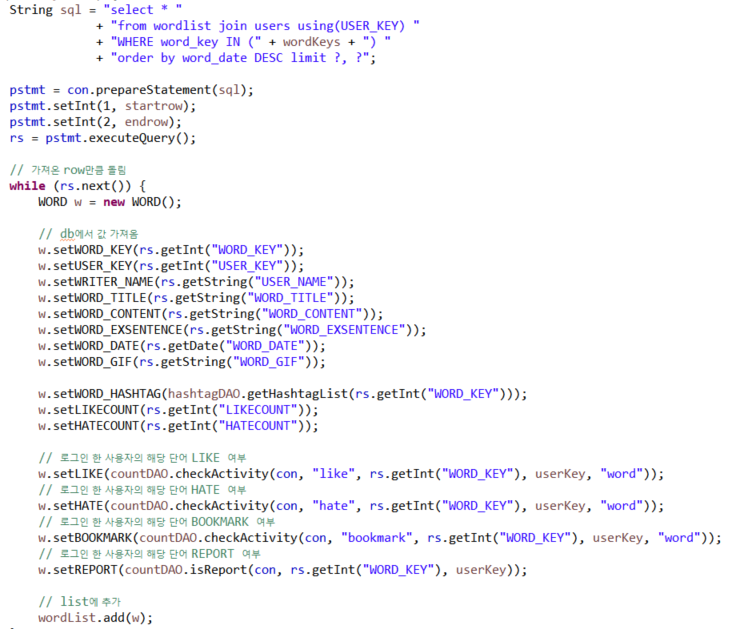 String sql = "select * "
+ "from wordlist join users using(USER_KEY) "
+ "WHERE word_key IN (" + wordKeys + ") "
+ "order by word_date DESC limit ?, ?";
pstmt = con.prepareStatement(sql);
pstmt.setInt(1, startrow);
pstmt.setInt(2, endrow);
rs = pstmt.executeQuery();
// 가져온 row만큼 돌림
while (rs.next()) {
WORD w = new WORD();
// db에서 값 가져옴
w.setWORD_KEY(rs.getInt("WORD_KEY"));
w.setUSER_KEY(rs.getInt("USER_KEY"));
w.setWRITER_NAME(rs.getString("USER_NAME"));
w.setWORD_TITLE(rs.getString("WORD_TITLE"));
w.setWORD_CONTENT(rs.getString("WORD_CONTENT"));
w.setWORD_EXSENTENCE(rs.getString("WORD_EXSENTENCE"));
w.setWORD_DATE(rs.getDate("WORD_DATE"));
w.setWORD_GIF(rs.getString("WORD_GIF"));
w.setWORD_HASHTAG(hashtagDAO.getHashtagList(rs.getInt("WORD_KEY")));
w.setLIKECOUNT(rs.getInt("LIKECOUNT"));
w.setHATECOUNT(rs.getInt("HATECOUNT"));
// 로그인 한 사용자의 해당 단어 LIKE 여부
w.setLIKE(countDAO.checkActivity(con, "like", rs.getInt("WORD_KEY"), userKey, "word"));
// 로그인 한 사용자의 해당 단어 HATE 여부
w.setHATE(countDAO.checkActivity(con, "hate", rs.getInt("WORD_KEY"), userKey, "word"));
// 로그인 한 사용자의 해당 단어 BOOKMARK 여부
w.setBOOKMARK(countDAO.checkActivity(con, "bookmark", rs.getInt("WORD_KEY"), userKey, "word"));
// 로그인 한 사용자의 해당 단어 REPORT 여부
w.setREPORT(countDAO.isReport(con, rs.getInt("WORD_KEY"), userKey));
// list에 추가
wordList.add(w);